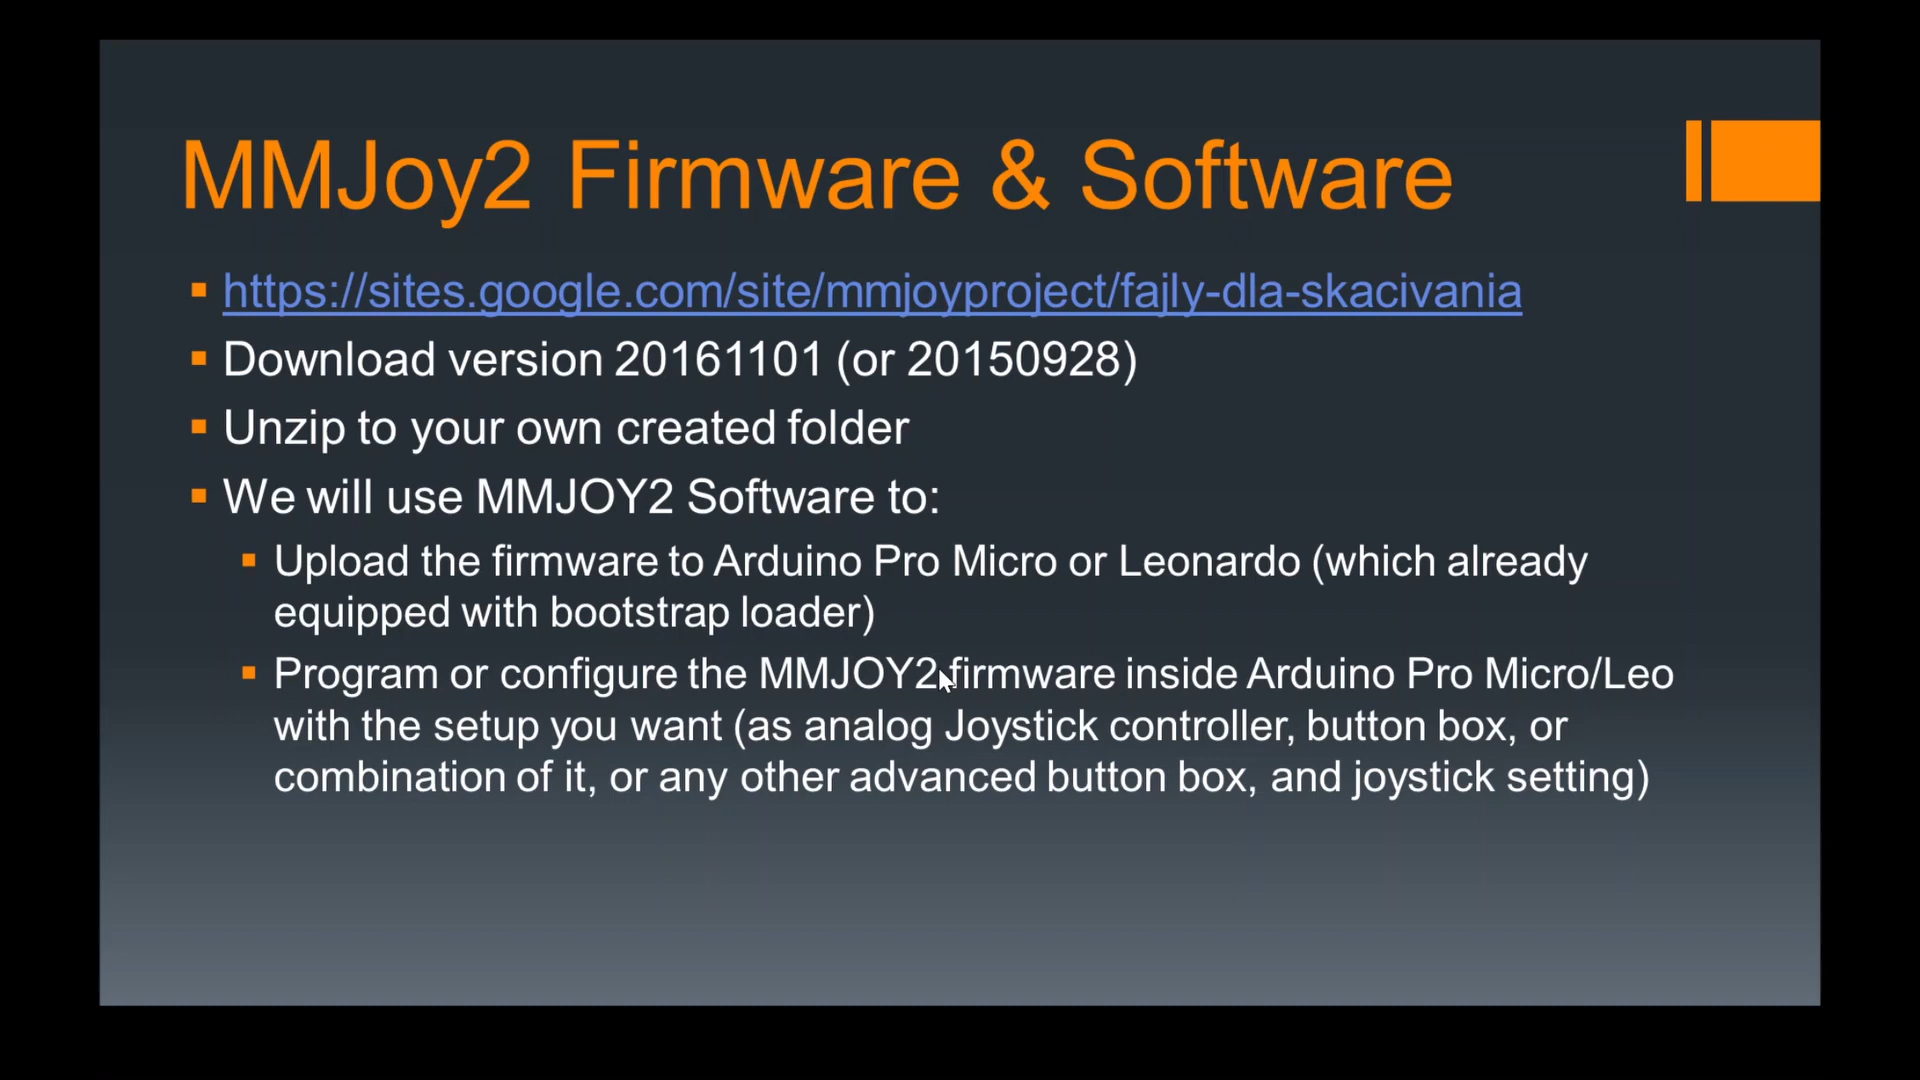 MMJoy2 Firmware & Software
https://sites.google.com/site/mmjoyproject/fajly-dla-skacivania
Download version 20161101 (or 20150928)
Unzip to your own created folder
We will use MMJOY2 Software to:
Upload the firmware to Arduino Pro Micro or Leonardo (which already
equipped with bootstrap loader)
Program or configure the MMJOY2 firmware inside Arduino Pro Micro/Leo
with the setup you want (as analog Joystick controller, button box, or
combination of it, or any other advanced button box, and joystick setting)